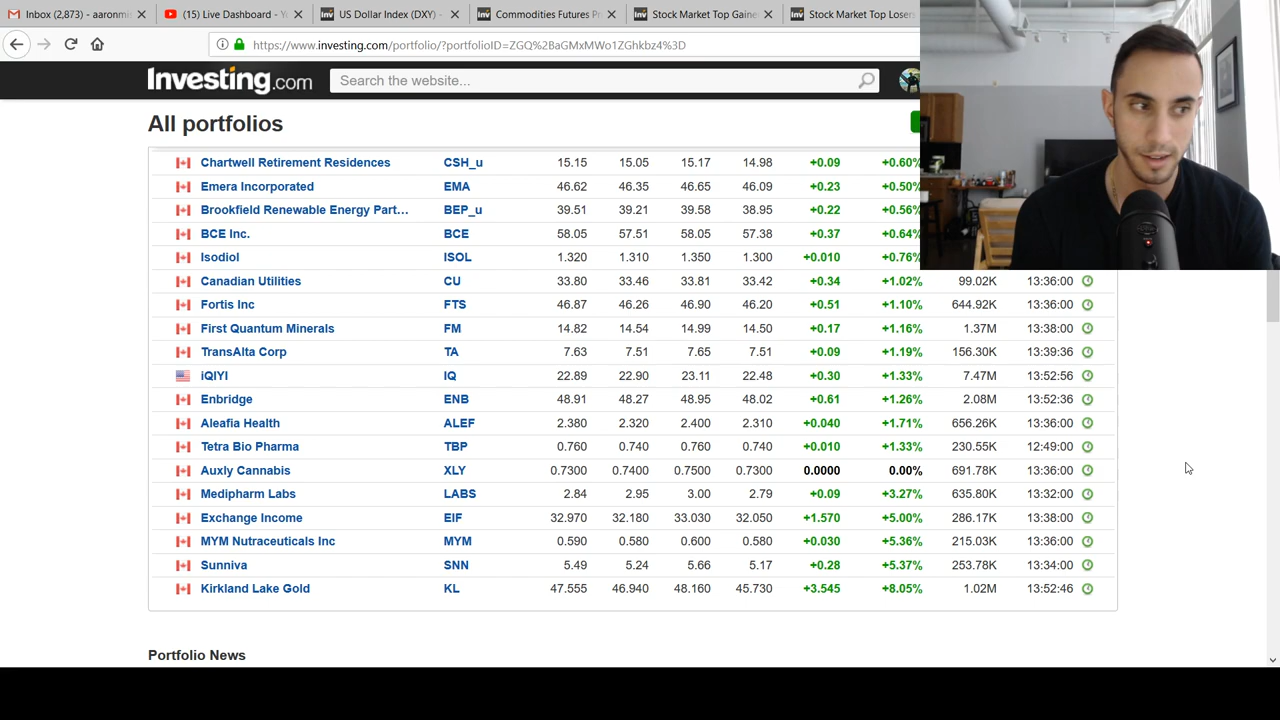 Inbox (2,873) - aaronmi
(15) Live Dashboard - Yo
Inv US Dollar Index (DXY) -
Inv Commodities Futures Pr
Inv Stock Market Top Gaine
Inv Stock Market Top Losers
https://www.investing.com/portfolio/?portfolioID=ZGQ%2BaGMxMWo1ZGhkbz4%3D
Investing.com Search the website...
All portfolios
Chartwell Retirement Residences CSH_u 15.15 15.05 15.17 14.98 +0.09 +0.60%
Emera Incorporated EMA 46.62 46.35 46.65 46.09 +0.23 +0.50%
Brookfield Renewable Energy Part... BEP_u 39.51 39.21 39.58 38.95 +0.22 +0.56%
BCE Inc. BCE 58.05 57.51 58.05 57.38 +0.37 +0.64%
Isodiol ISOL 1.320 1.310 1.350 1.300 +0.010 +0.76%
Canadian Utilities CU 33.80 33.46 33.81 33.42 +0.34 +1.02% 99.02K 13:36:00
Fortis Inc FTS 46.87 46.26 46.90 46.20 +0.51 +1.10% 644.92K 13:36:00
First Quantum Minerals FM 14.82 14.54 14.99 14.50 +0.17 +1.16% 1.37M 13:38:00
TransAlta Corp TA 7.63 7.51 7.65 7.51 +0.09 +1.19% 156.30K 13:39:36
iQIYI IQ 22.89 22.90 23.11 22.48 +0.30 +1.33% 7.47M 13:52:56
Enbridge ENB 48.91 48.27 48.95 48.02 +0.61 +1.26% 2.08M 13:52:36
Aleafia Health ALEF 2.380 2.320 2.400 2.310 +0.040 +1.71% 656.26K 13:36:00
Tetra Bio Pharma TBP 0.760 0.740 0.760 0.740 +0.010 +1.33% 230.55K 12:49:00
Auxly Cannabis XLY 0.7300 0.7400 0.7500 0.7300 0.0000 0.00% 691.78K 13:36:00
Medipharm Labs LABS 2.84 2.95 3.00 2.79 +0.09 +3.27% 635.80K 13:32:00
Exchange Income EIF 32.970 32.180 33.030 32.050 +1.570 +5.00% 286.17K 13:38:00
MYM Nutraceuticals Inc MYM 0.590 0.580 0.600 0.580 +0.030 +5.36% 215.03K 13:36:00
Sunniva SNN 5.49 5.24 5.66 5.17 +0.28 +5.37% 253.78K 13:34:00
Kirkland Lake Gold KL 47.555 46.940 48.160 45.730 +3.545 +8.05% 1.02M 13:52:46
Portfolio News